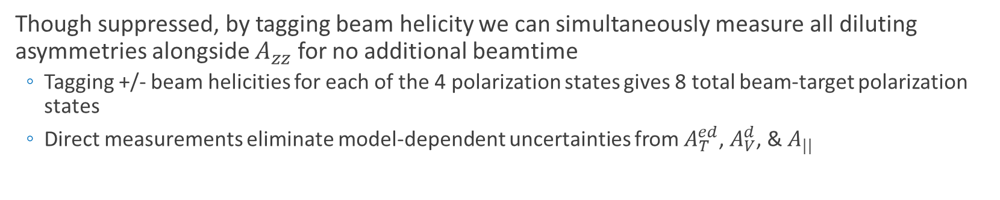 Though suppressed, by tagging beam helicity we can simultaneously measure all diluting
asymmetries alongside $A_{zz}$ for no additional beamtime
◦ Tagging +/- beam helicities for each of the 4 polarization states gives 8 total beam-target polarization
states
◦ Direct measurements eliminate model-dependent uncertainties from $A_T^{ed}$, $A_V^d$, & $A_{||}$